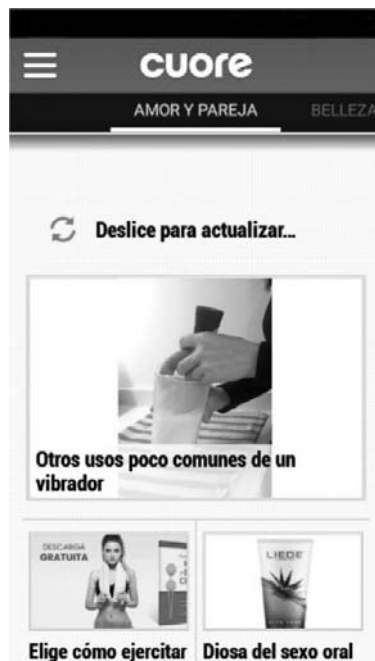 cuore
AMOR Y PAREJA BELLEZA
Deslice para actualizar...
Otros usos poco comunes de un
vibrador
DESCARGA
GRATUITA
LIEDE
Elige cómo ejercitar
Diosa del sexo oral